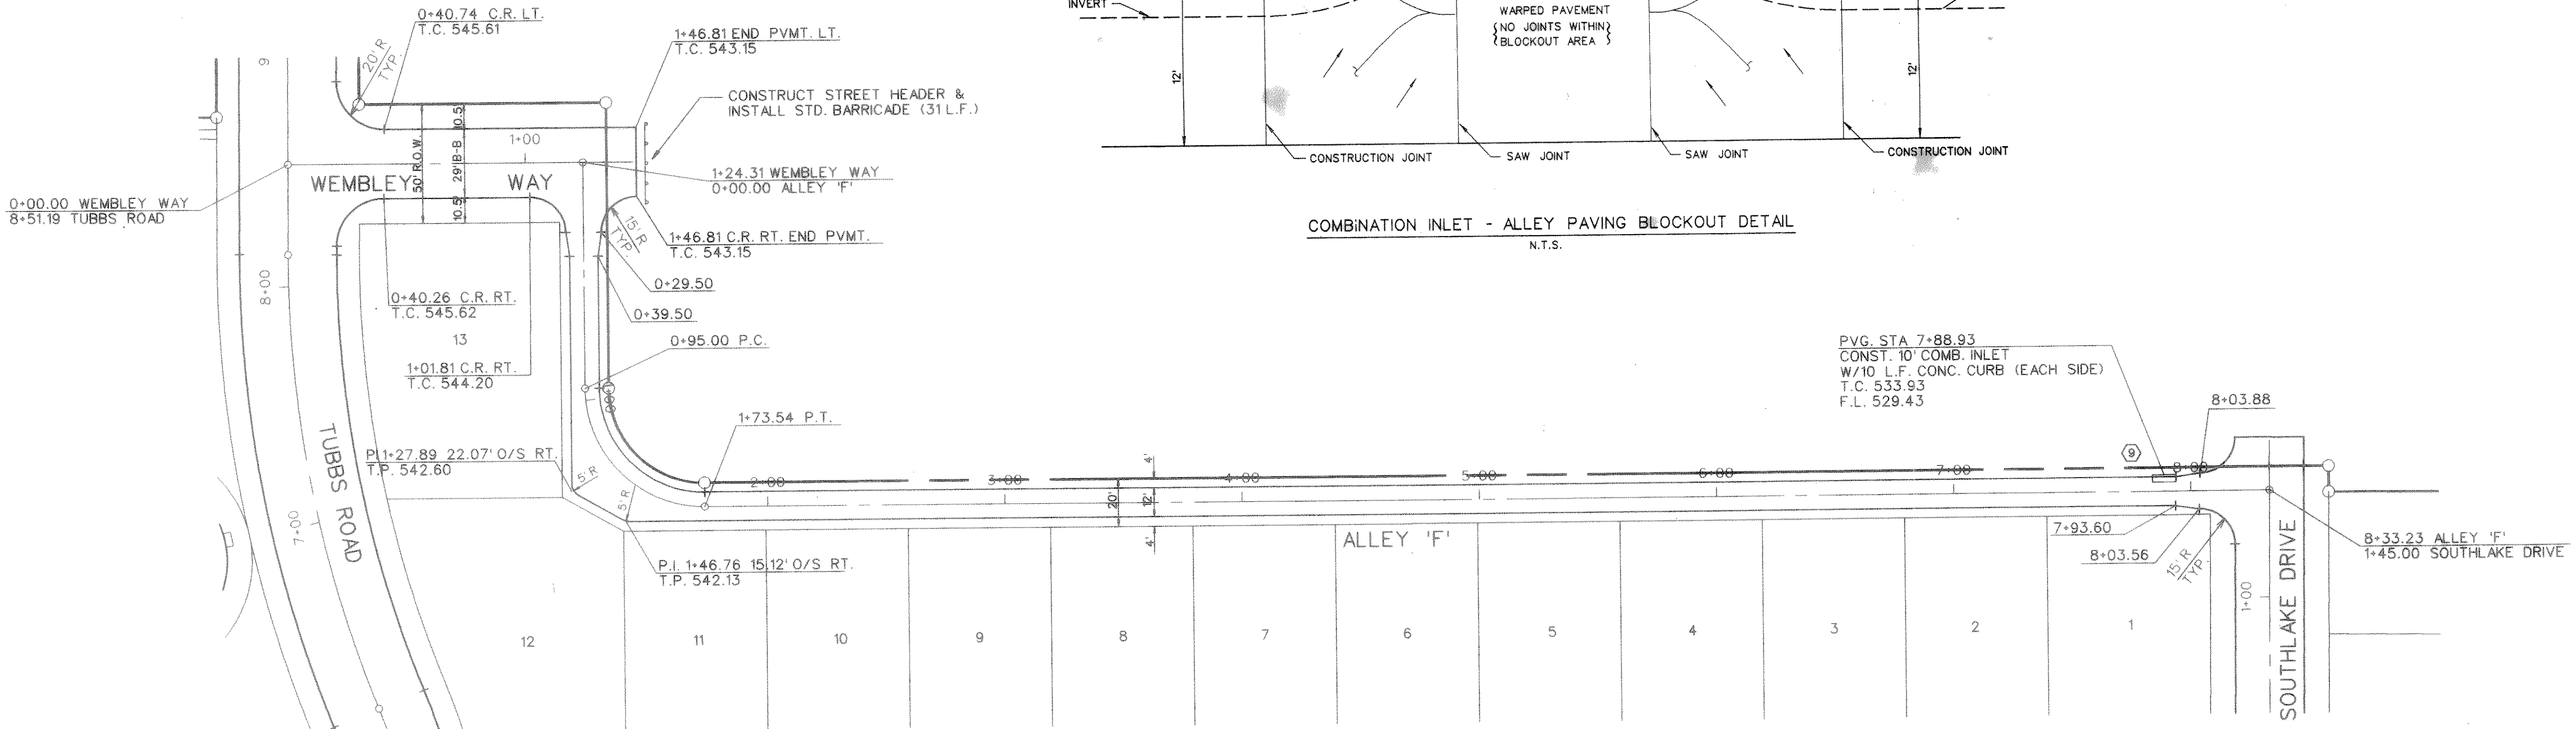 0+40.74 C.R. LT.
T.C. 545.61
20' R
TYP.
9
1+46.81 END PVMT. LT.
T.C. 543.15
CONSTRUCT STREET HEADER &
INSTALL STD. BARRICADE (31 L.F.)
10.5'
1+00
50' R.O.W.
29' B-B
10.5'
WEMBLEY WAY
1+24.31 WEMBLEY WAY
0+00.00 ALLEY 'F'
0+00.00 WEMBLEY WAY
8+51.19 TUBBS ROAD
15' R
TYP.
1+46.81 C.R. RT. END PVMT.
T.C. 543.15
0+29.50
0+39.50
8+00
0+40.26 C.R. RT.
T.C. 545.62
13
1+01.81 C.R. RT.
T.C. 544.20
0+95.00 P.C.
1+73.54 P.T.
TUBBS ROAD
7+00
P.I. 1+27.89 22.07' O/S RT.
T.P. 542.60
5' R
5' R
P.I. 1+46.76 15.12' O/S RT.
T.P. 542.13
INVERT
WARPED PAVEMENT
NO JOINTS WITHIN
BLOCKOUT AREA
12'
12'
CONSTRUCTION JOINT
SAW JOINT
SAW JOINT
CONSTRUCTION JOINT
COMBINATION INLET - ALLEY PAVING BLOCKOUT DETAIL
N.T.S.
PVG. STA 7+88.93
CONST. 10' COMB. INLET
W/10 L.F. CONC. CURB (EACH SIDE)
T.C. 533.93
F.L. 529.43
8+03.88
9
2+00
3+00
4+00
5+00
6+00
7+00
8+00
4'
20'
12'
4'
ALLEY 'F'
7+93.60
8+03.56
15' R
TYP.
8+33.23 ALLEY 'F'
1+45.00 SOUTHLAKE DRIVE
1+00
SOUTHLAKE DRIVE
12
11
10
9
8
7
6
5
4
3
2
1